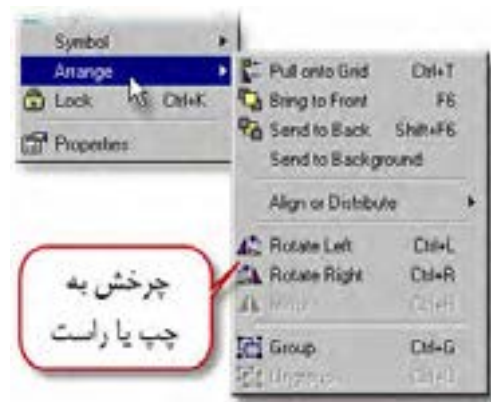 Symbol
Arrange
Lock Ctrl+K
Properties
Pull onto Grid Ctrl+T
Bring to Front F6
Send to Back Shift+F6
Send to Background
Align or Distribute
Rotate Left Ctrl+L
Rotate Right Ctrl+R
Group Ctrl+G
چرخش به
چپ یا راست